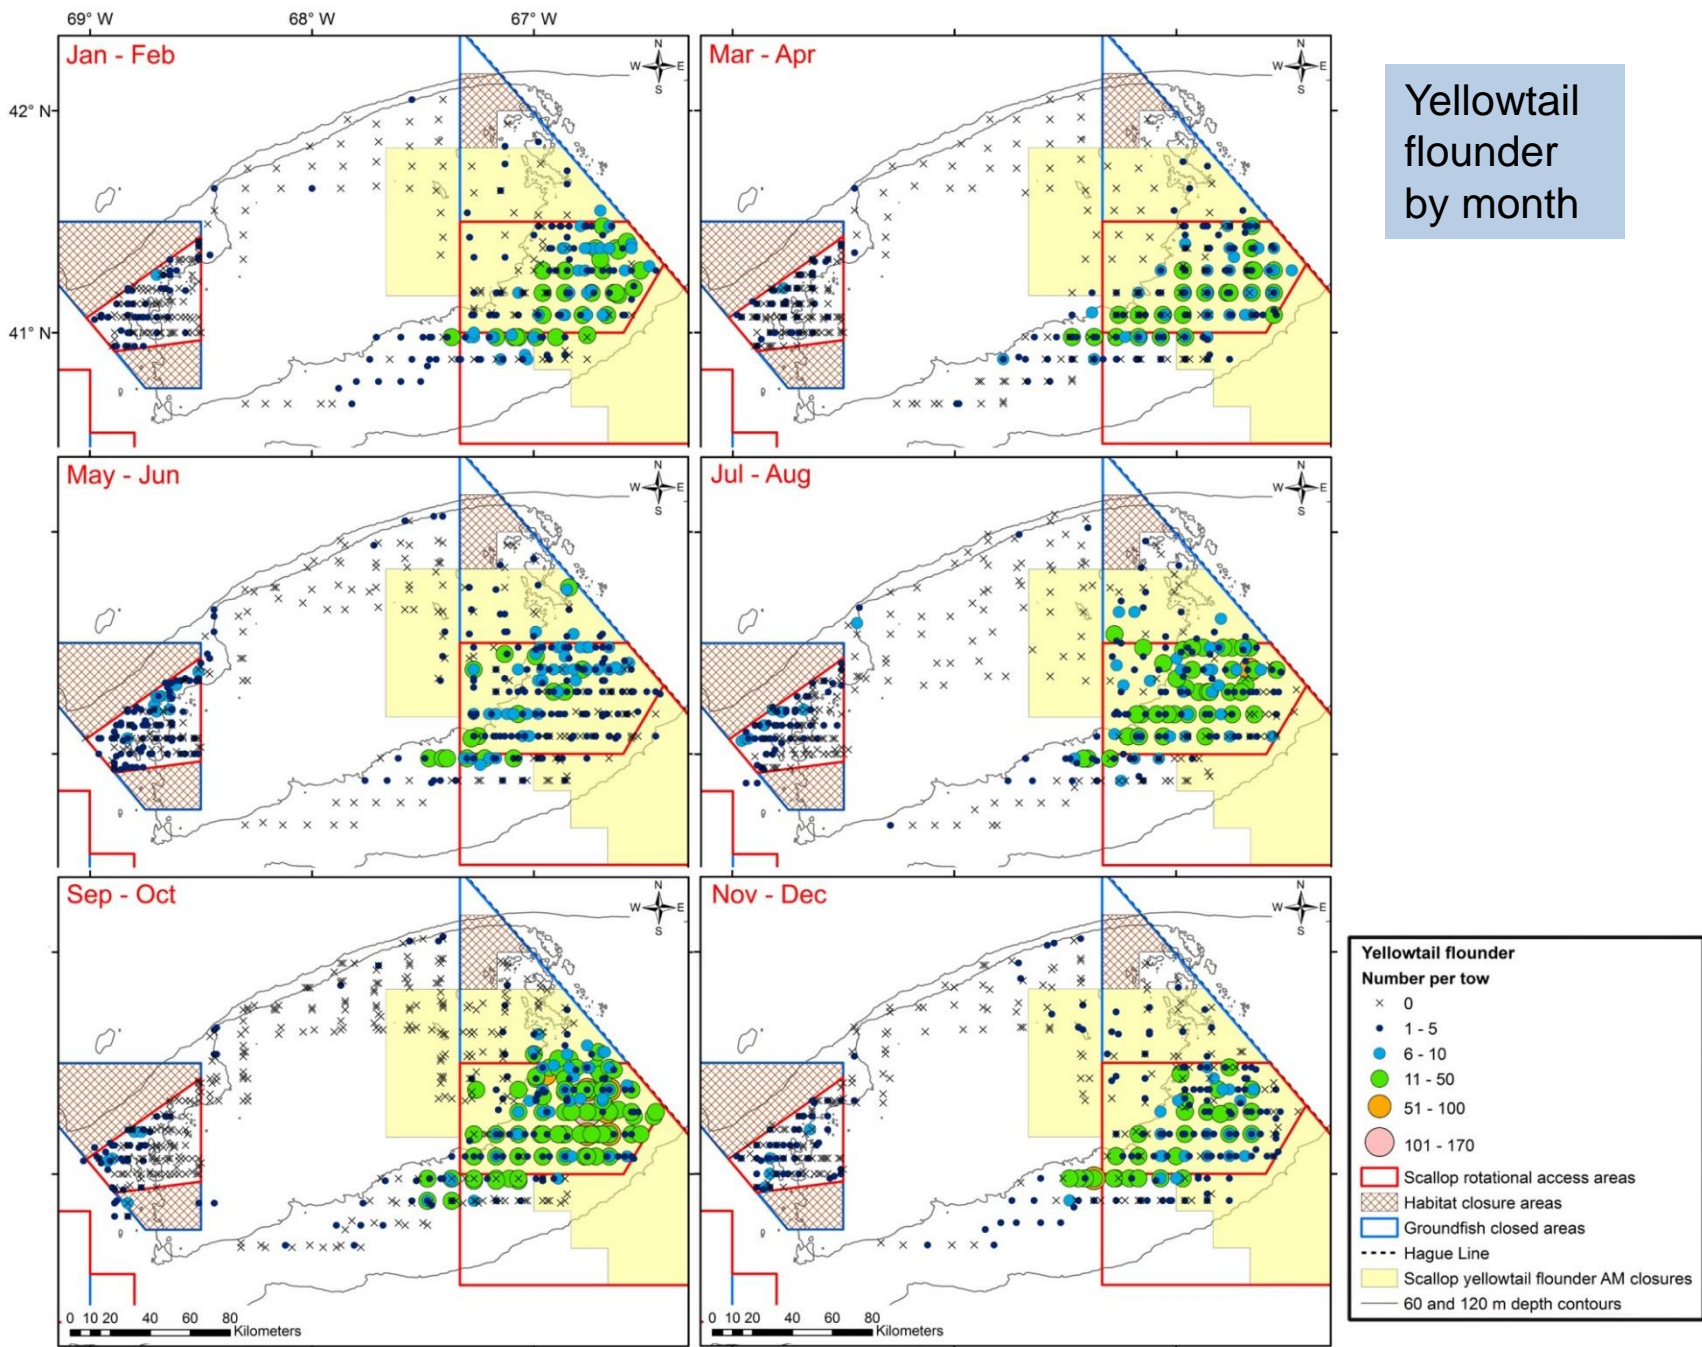 69° W 68° W 67° W
Jan - Feb
N
W E
S
42° N
41° N
Mar - Apr
N
W E
S
Yellowtail
flounder
by month
May - Jun
N
W E
S
Jul - Aug
N
W E
S
Sep - Oct
N
W E
S
0 10 20 40 60 80
Kilometers
Nov - Dec
N
W E
S
0 10 20 40 60 80
Kilometers
Yellowtail flounder
Number per tow
0
1 - 5
6 - 10
11 - 50
51 - 100
101 - 170
Scallop rotational access areas
Habitat closure areas
Groundfish closed areas
Hague Line
Scallop yellowtail flounder AM closures
60 and 120 m depth contours